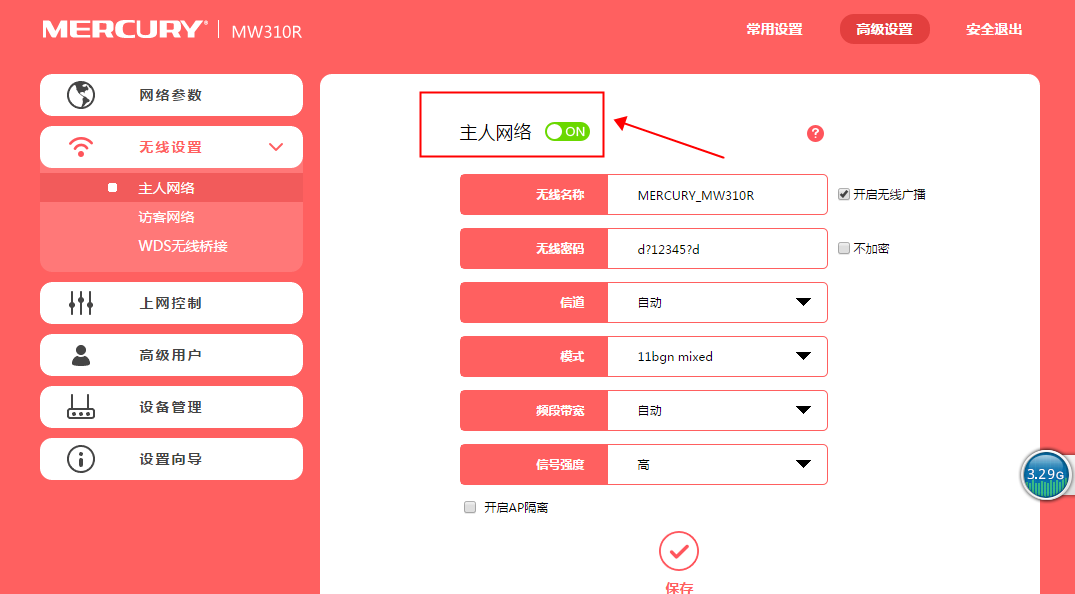 MERCURY® MW310R
常用设置
高级设置
安全退出
网络参数
无线设置
主人网络
访客网络
WDS无线桥接
上网控制
高级用户
设备管理
设置向导
主人网络 ON
?
无线名称 MERCURY_MW310R 开启无线广播
无线密码 d?12345?d 不加密
信道 自动
模式 11bgn mixed
频段带宽 自动
信号强度 高
开启AP隔离
保存
3.29G